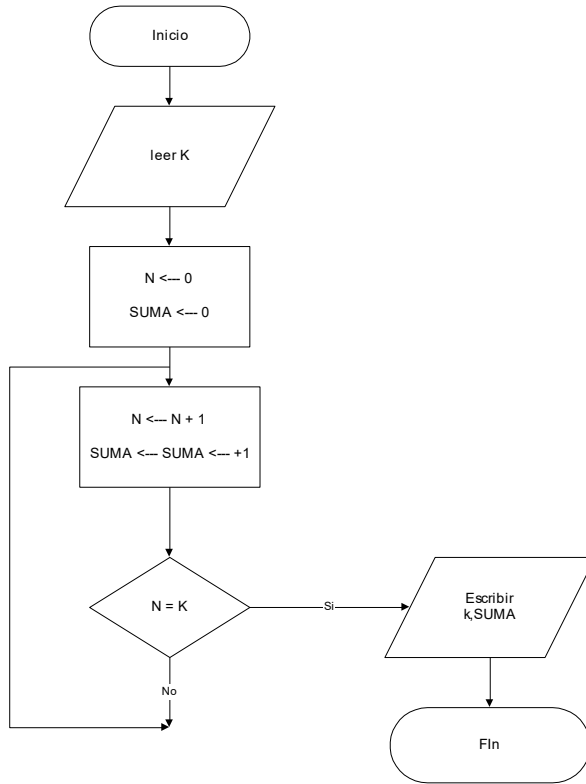 Inicio
leer K
N <--- 0
SUMA <--- 0
N <--- N + 1
SUMA <--- SUMA <--- +1
N = K
Si
Escribir
k,SUMA
No
FIn